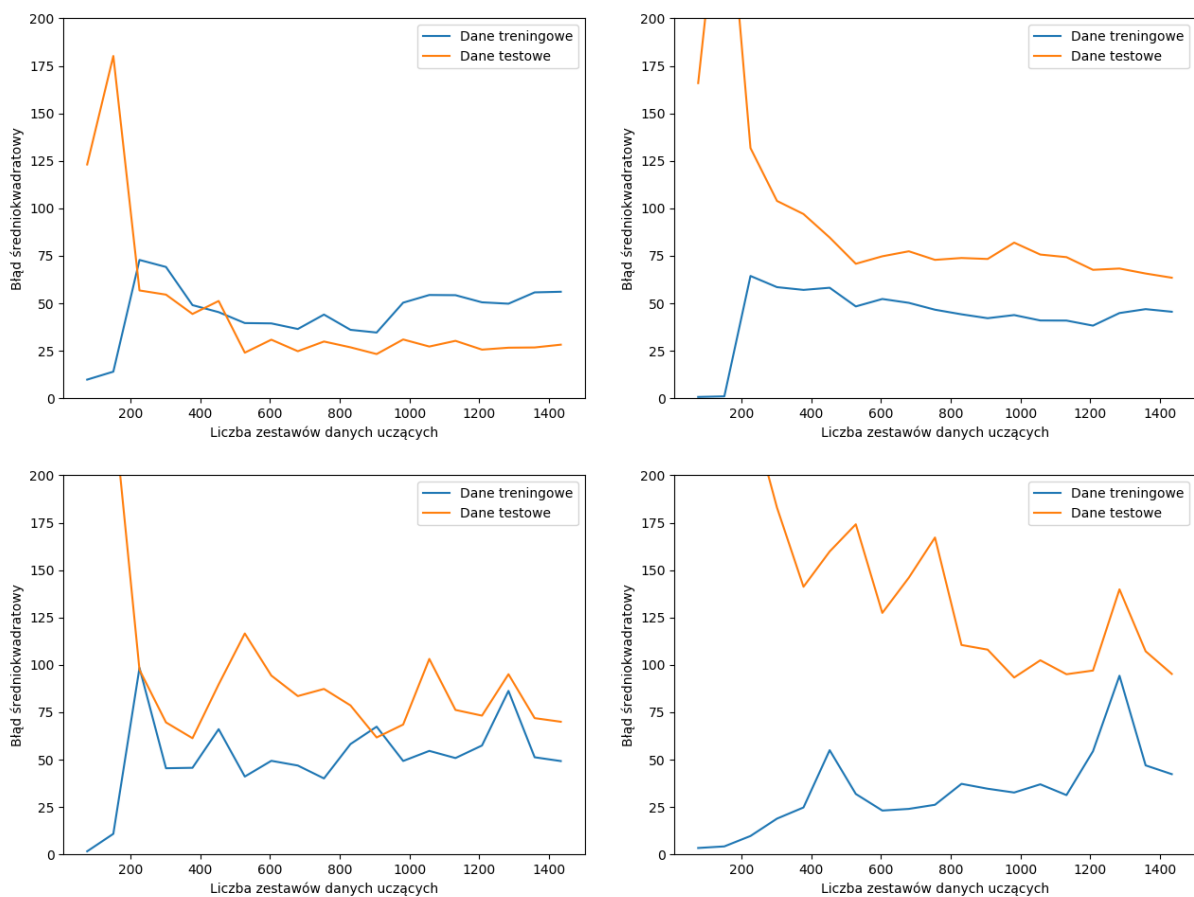 200
175
150
125
100
75
50
25
0
Błąd średniokwadratowy
Dane treningowe
Dane testowe
200 400 600 800 1000 1200 1400
Liczba zestawów danych uczących
200
175
150
125
100
75
50
25
0
Błąd średniokwadratowy
Dane treningowe
Dane testowe
200 400 600 800 1000 1200 1400
Liczba zestawów danych uczących
200
175
150
125
100
75
50
25
0
Błąd średniokwadratowy
Dane treningowe
Dane testowe
200 400 600 800 1000 1200 1400
Liczba zestawów danych uczących
200
175
150
125
100
75
50
25
0
Błąd średniokwadratowy
Dane treningowe
Dane testowe
200 400 600 800 1000 1200 1400
Liczba zestawów danych uczących